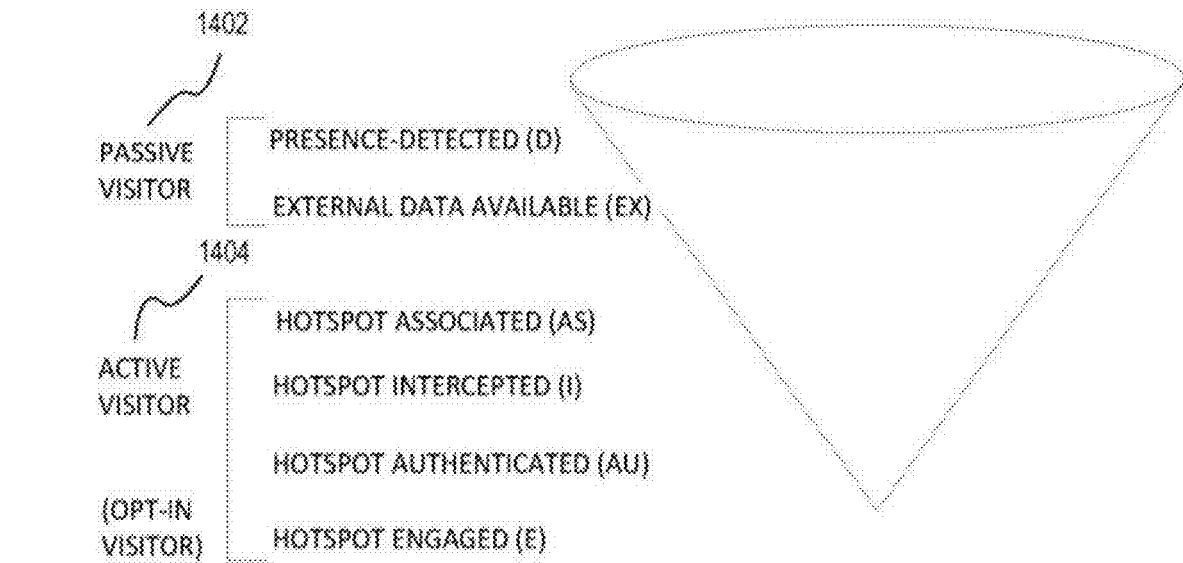 1402
PASSIVE
VISITOR
PRESENCE-DETECTED (D)
EXTERNAL DATA AVAILABLE (EX)
1404
ACTIVE
VISITOR
HOTSPOT ASSOCIATED (AS)
HOTSPOT INTERCEPTED (I)
HOTSPOT AUTHENTICATED (AU)
(OPT-IN
VISITOR)
HOTSPOT ENGAGED (E)